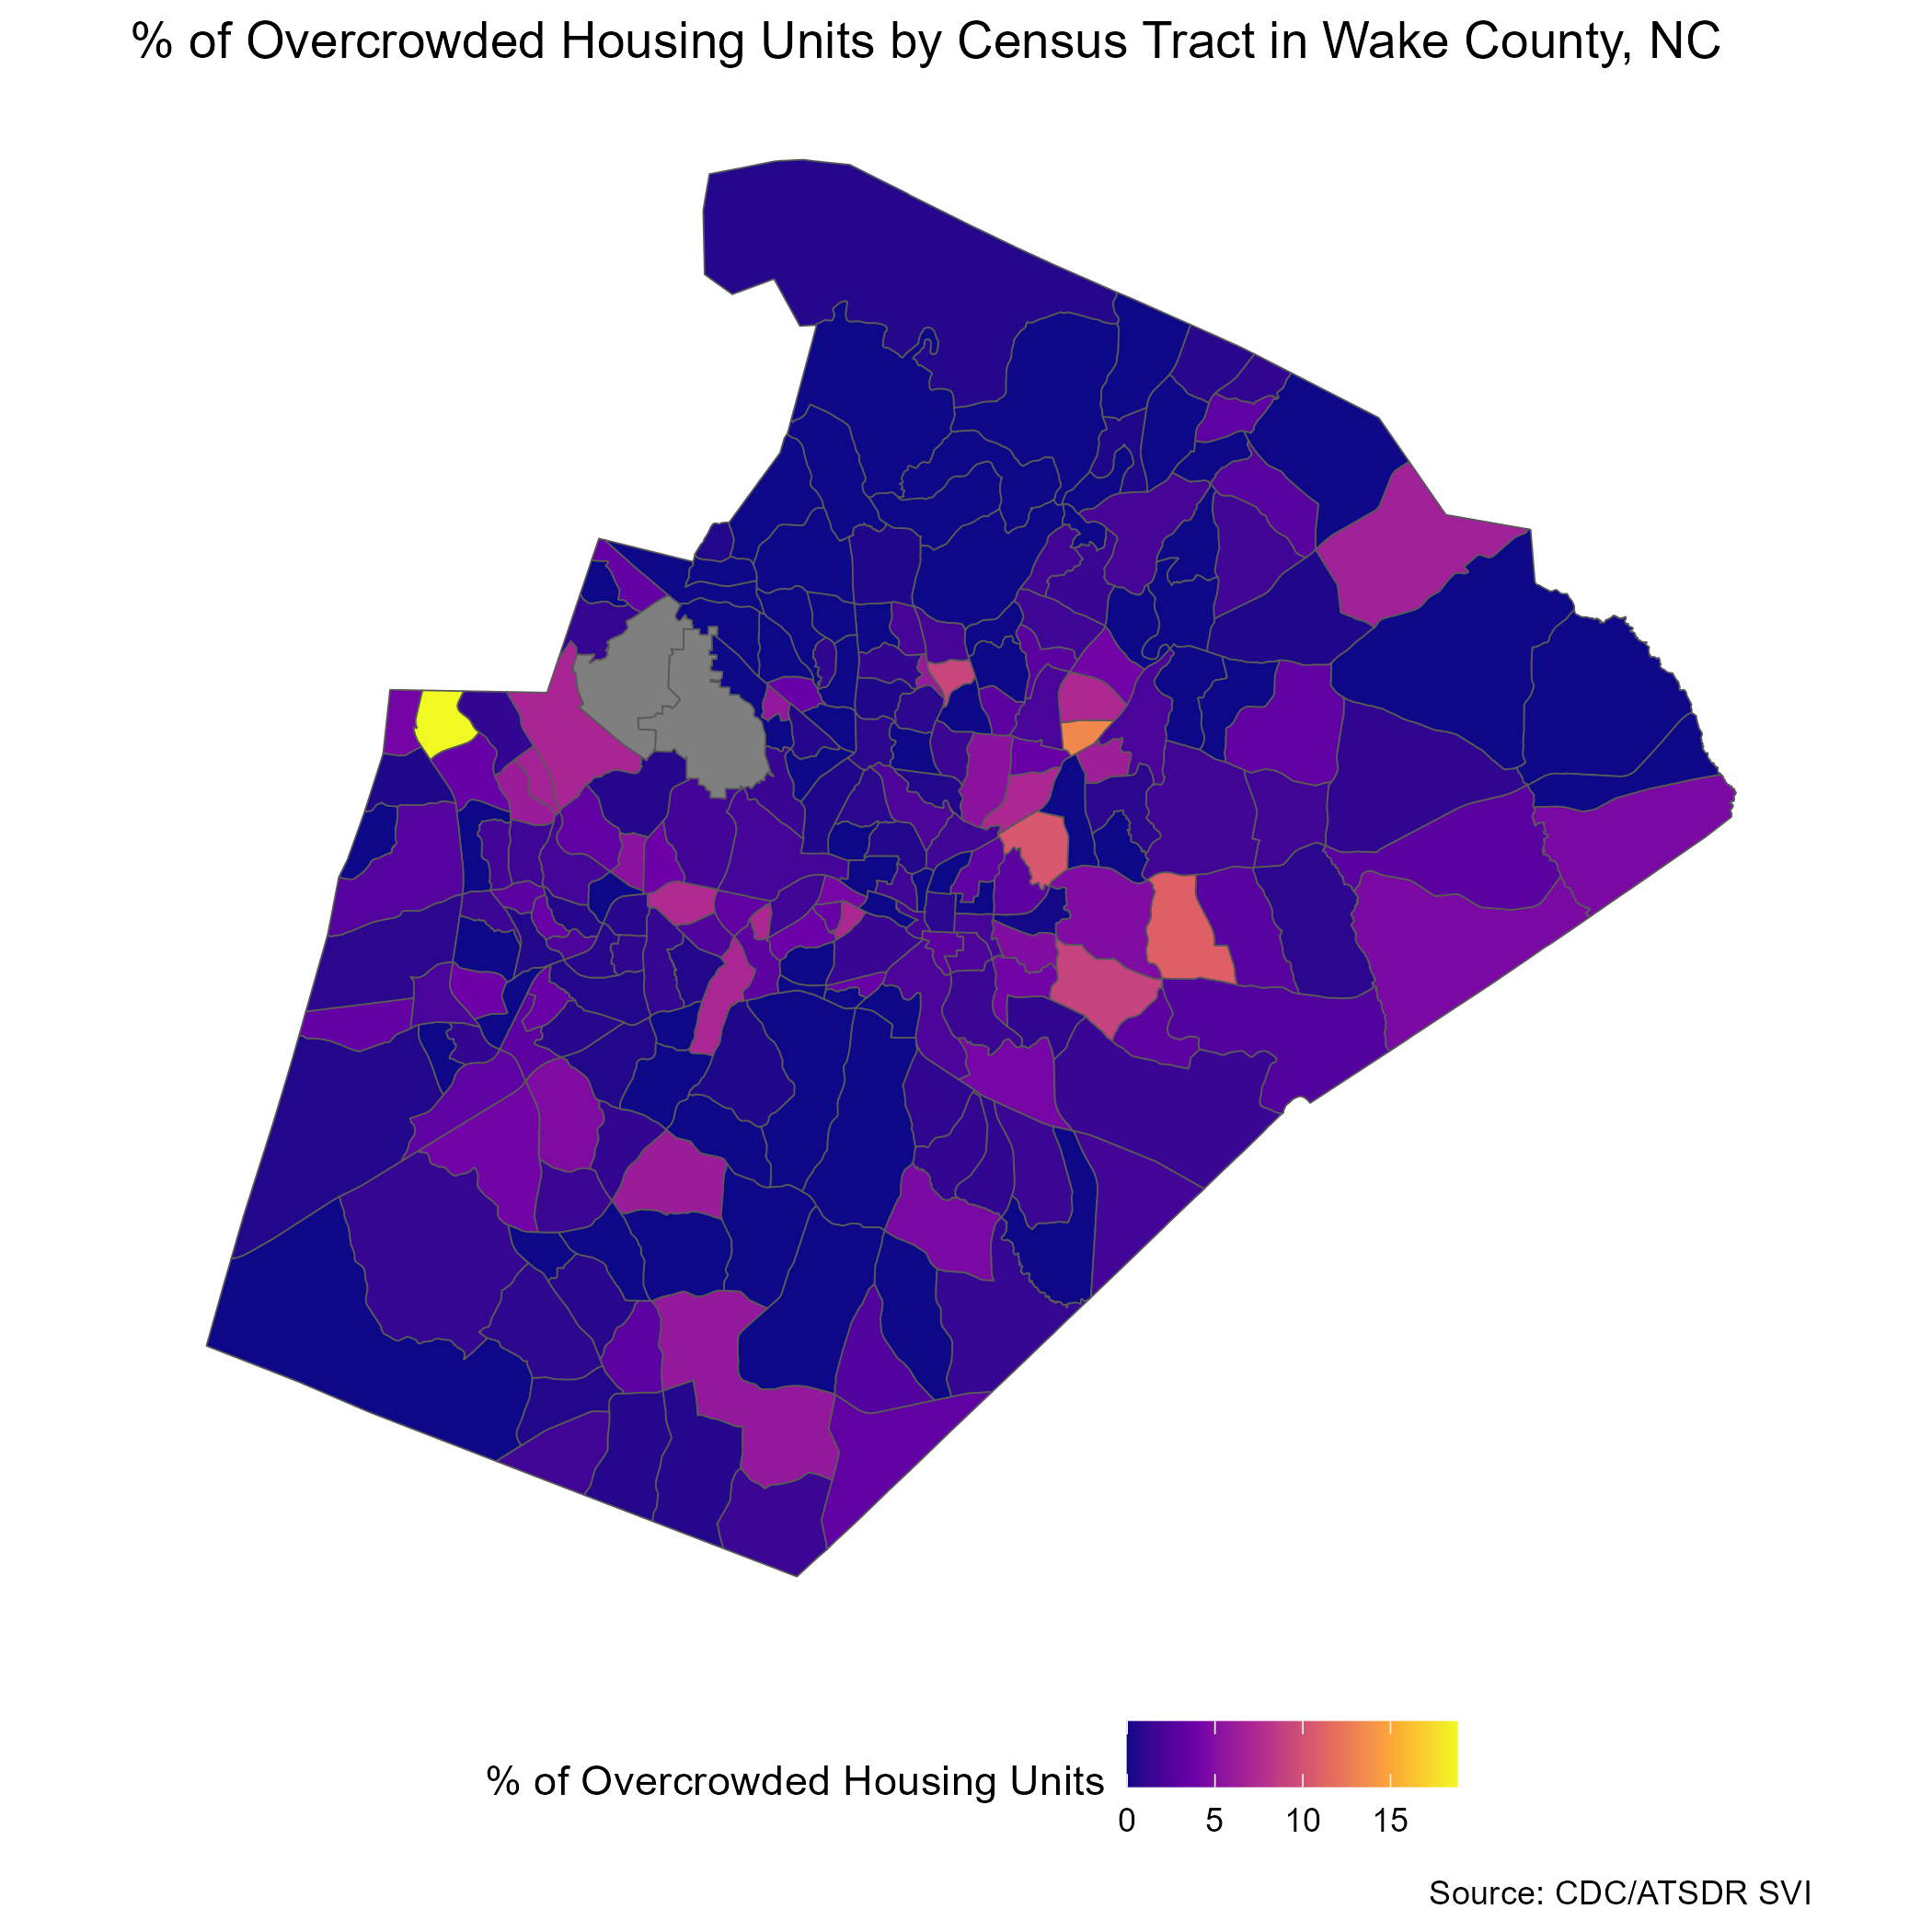 % of Overcrowded Housing Units by Census Tract in Wake County, NC
% of Overcrowded Housing Units
0 5 10 15
Source: CDC/ATSDR SVI